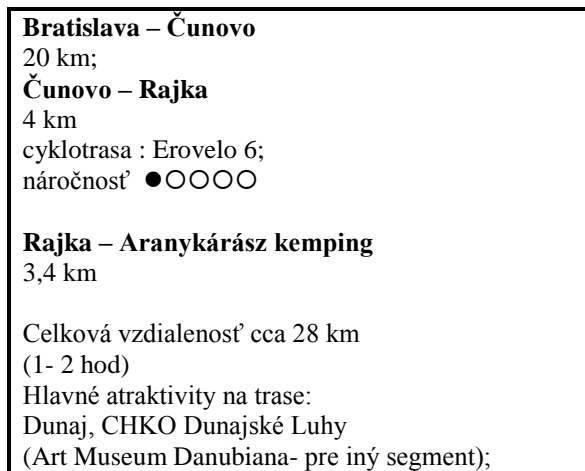 Bratislava – Čunovo
20 km;
Čunovo – Rajka
4 km
cyklotrasa : Erovelo 6;
náročnosť ●○○○○
Rajka – Aranykárász kemping
3,4 km
Celková vzdialenosť cca 28 km
(1- 2 hod)
Hlavné atraktivity na trase:
Dunaj, CHKO Dunajské Luhy
(Art Museum Danubiana- pre iný segment);